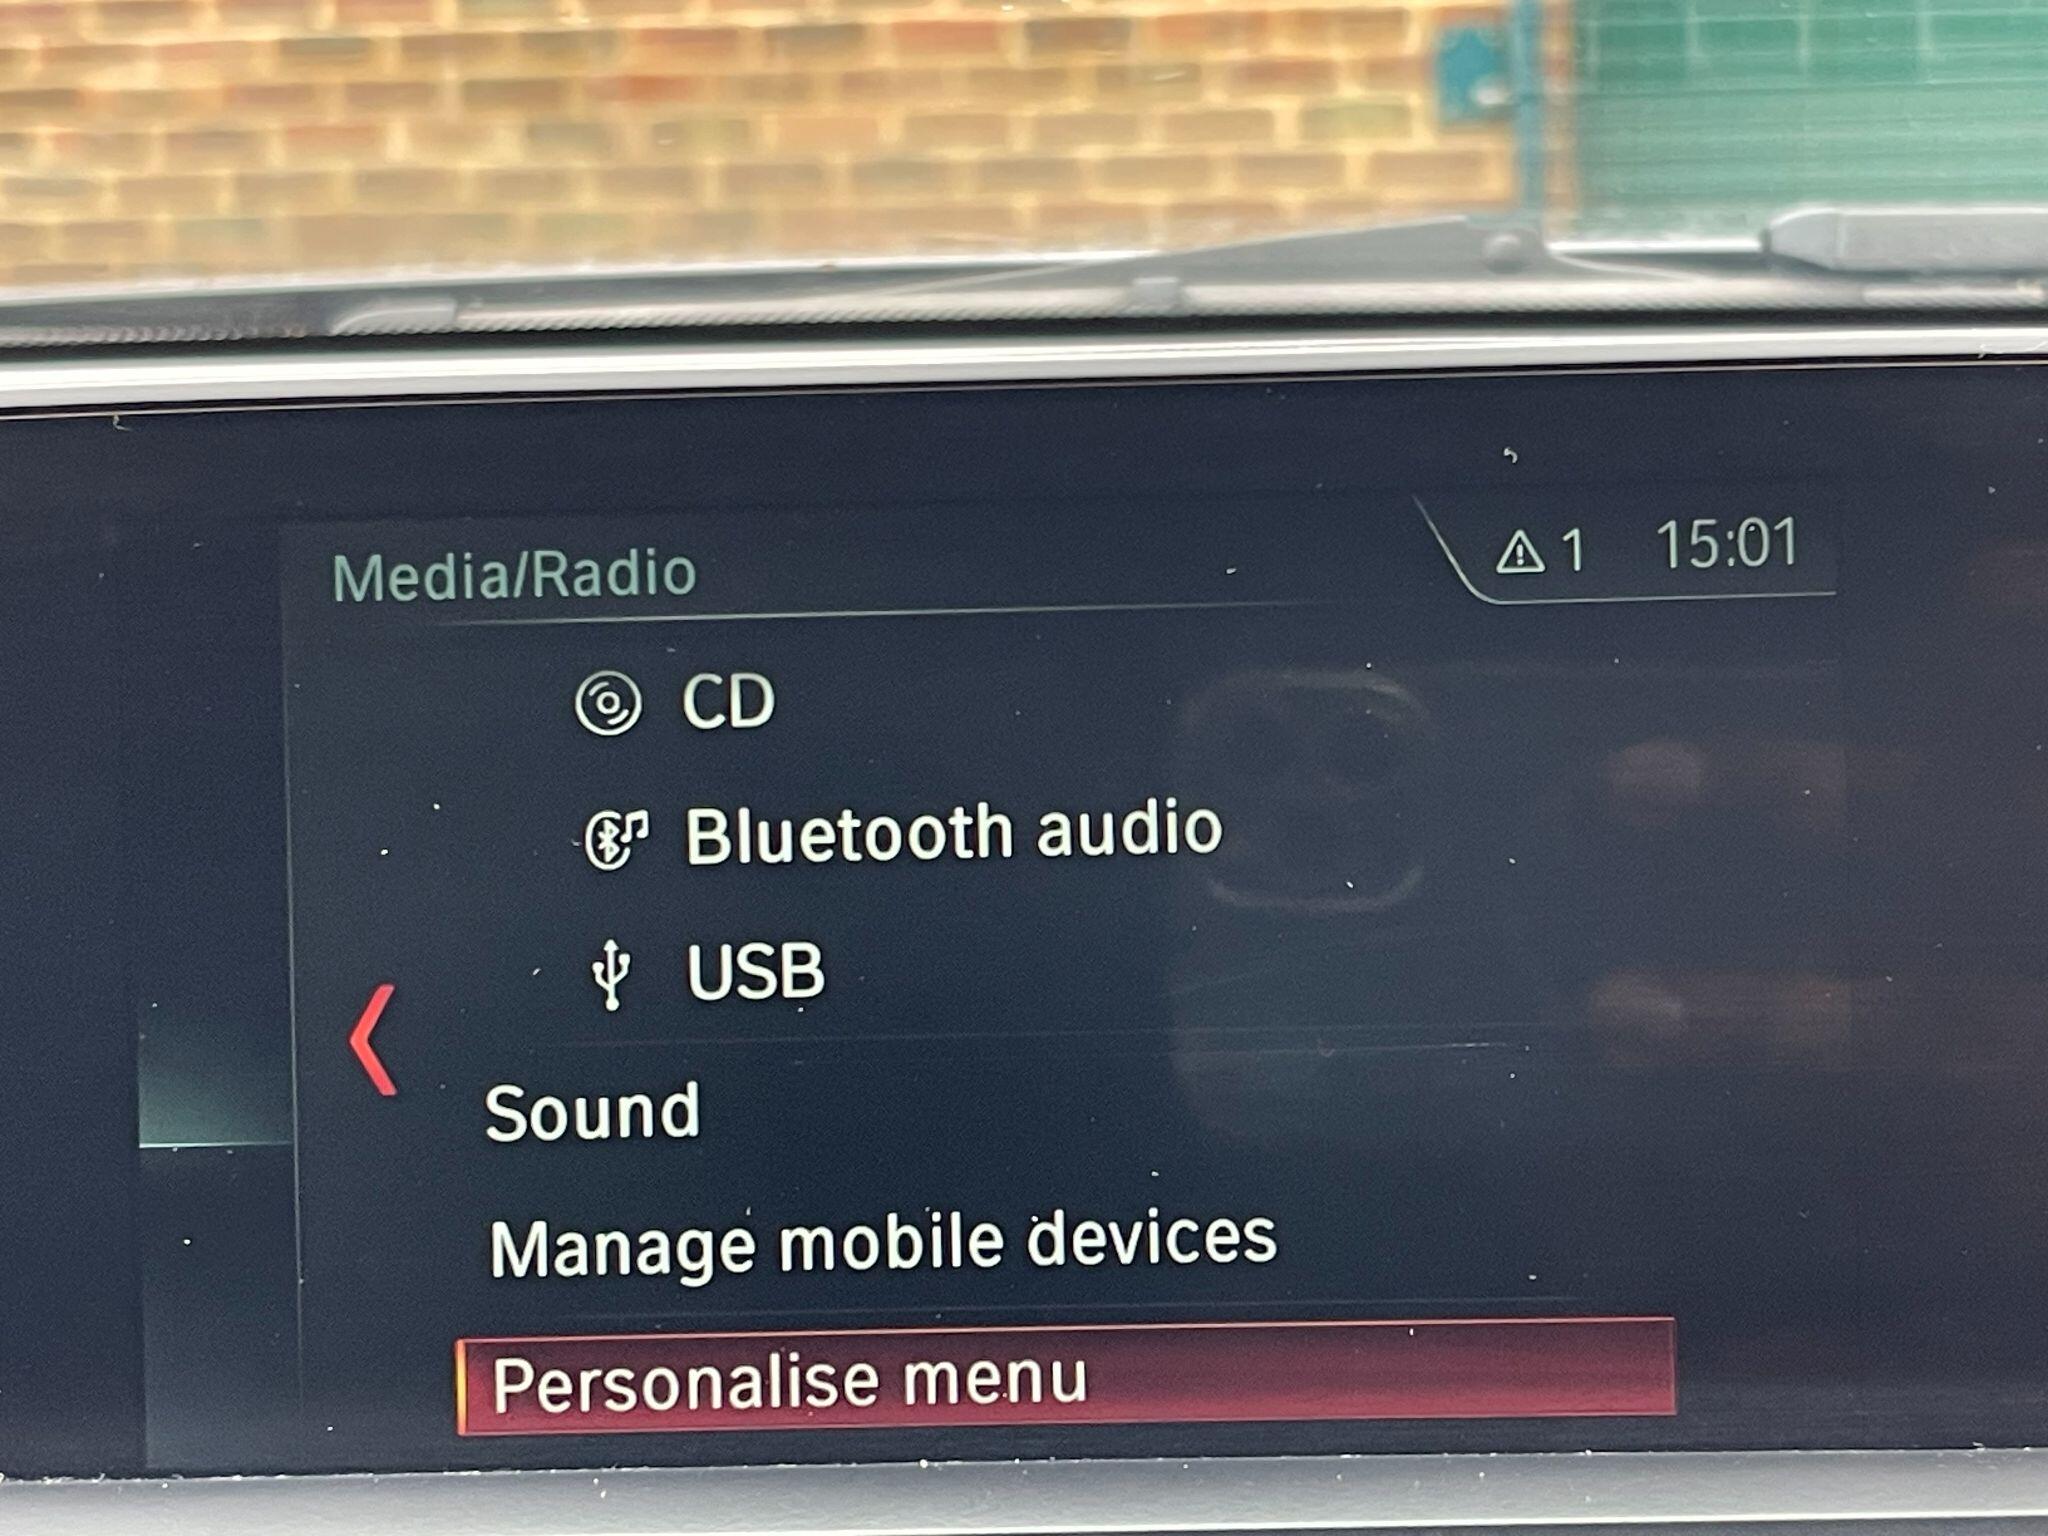 Media/Radio
1 15:01
CD
Bluetooth audio
USB
Sound
Manage mobile devices
Personalise menu